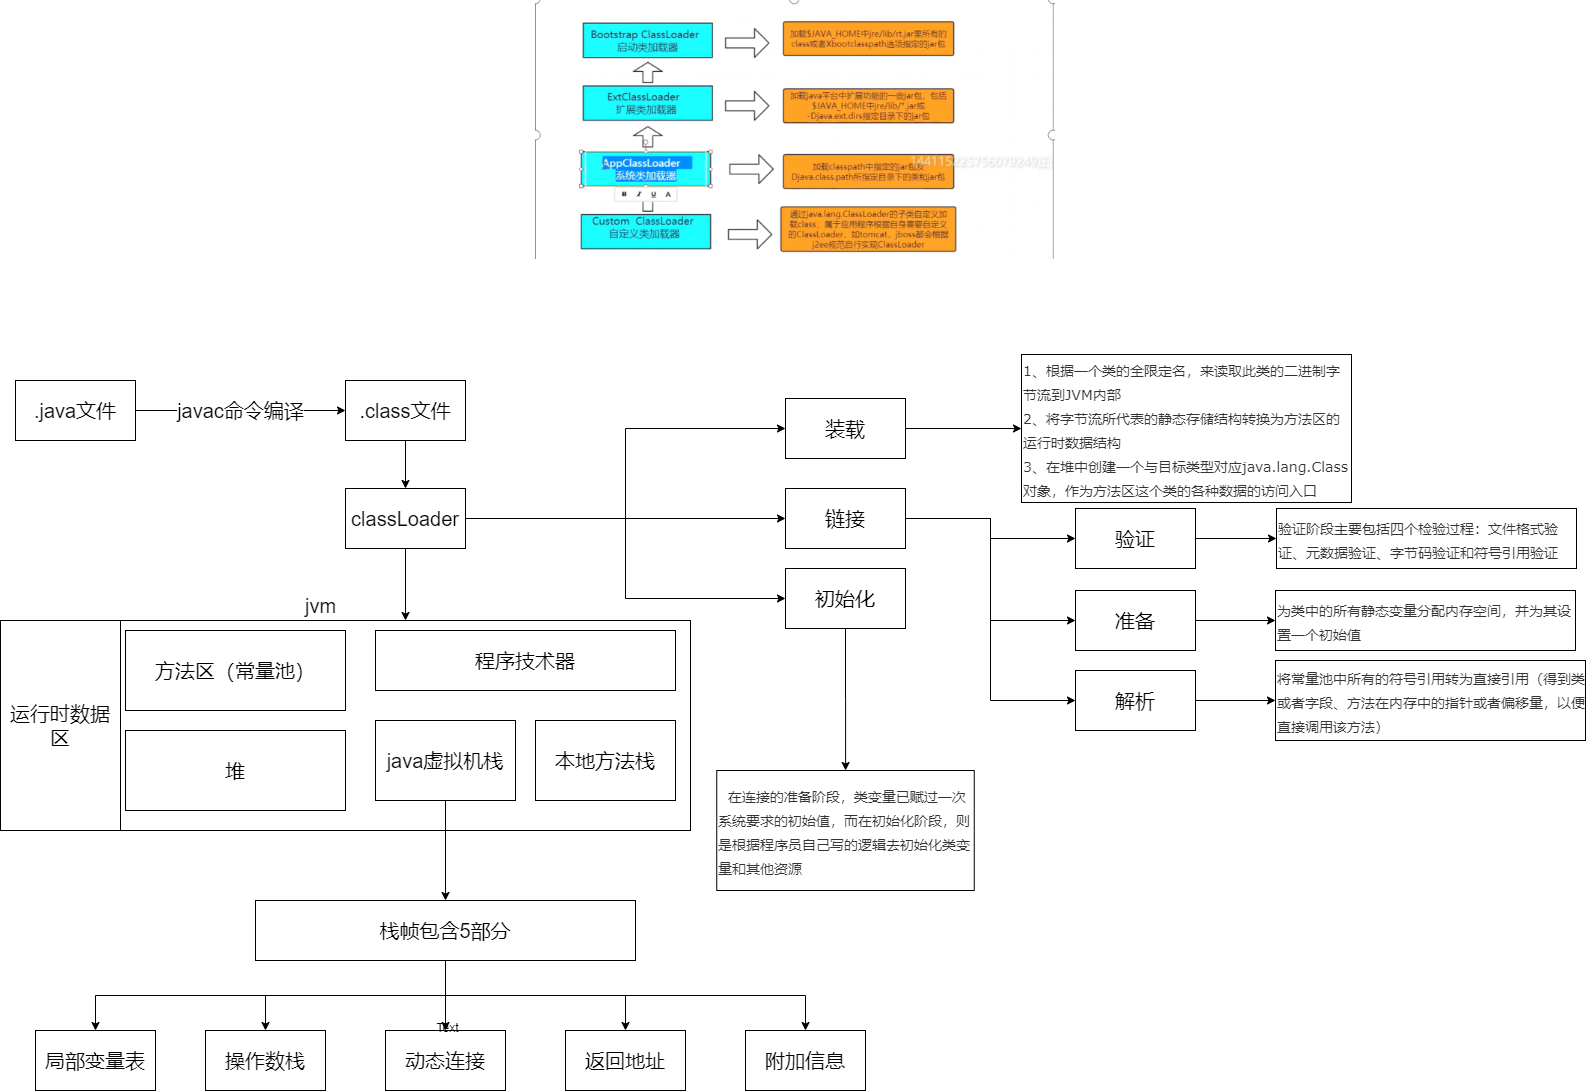 Bootstrap ClassLoader
启动类加载器
加载$JAVA_HOME中jre/lib/rt.jar里所有的
class或者Xbootclasspath选项指定的jar包
ExtClassLoader
扩展类加载器
加载java平台中扩展功能的一些jar包，包括
$JAVA_HOME中jre/lib/*.jar或
-Djava.ext.dirs指定目录下的jar包
AppClassLoader
系统类加载器
加载classpath中指定的jar包及
Djava.class.path所指定目录下的类和jar包
B I U A
Custom ClassLoader
自定义类加载器
通过java.lang.ClassLoader的子类自定义加
载class，属于应用程序根据自身需要自定义
的ClassLoader，如tomcat、jboss都会根据
j2ee规范自行实现ClassLoader
.java文件
javac命令编译
.class文件
classLoader
装载
1、根据一个类的全限定名，来读取此类的二进制字
节流到JVM内部
2、将字节流所代表的静态存储结构转换为方法区的
运行时数据结构
3、在堆中创建一个与目标类型对应java.lang.Class
对象，作为方法区这个类的各种数据的访问入口
链接
验证
验证阶段主要包括四个检验过程：文件格式验
证、元数据验证、字节码验证和符号引用验证
准备
为类中的所有静态变量分配内存空间，并为其设
置一个初始值
解析
将常量池中所有的符号引用转为直接引用（得到类
或者字段、方法在内存中的指针或者偏移量，以便
直接调用该方法）
初始化
在连接的准备阶段，类变量已赋过一次
系统要求的初始值，而在初始化阶段，则
是根据程序员自己写的逻辑去初始化类变
量和其他资源
jvm
运行时数据
区
方法区（常量池）
程序技术器
堆
java虚拟机栈
本地方法栈
栈帧包含5部分
Text
局部变量表
操作数栈
动态连接
返回地址
附加信息